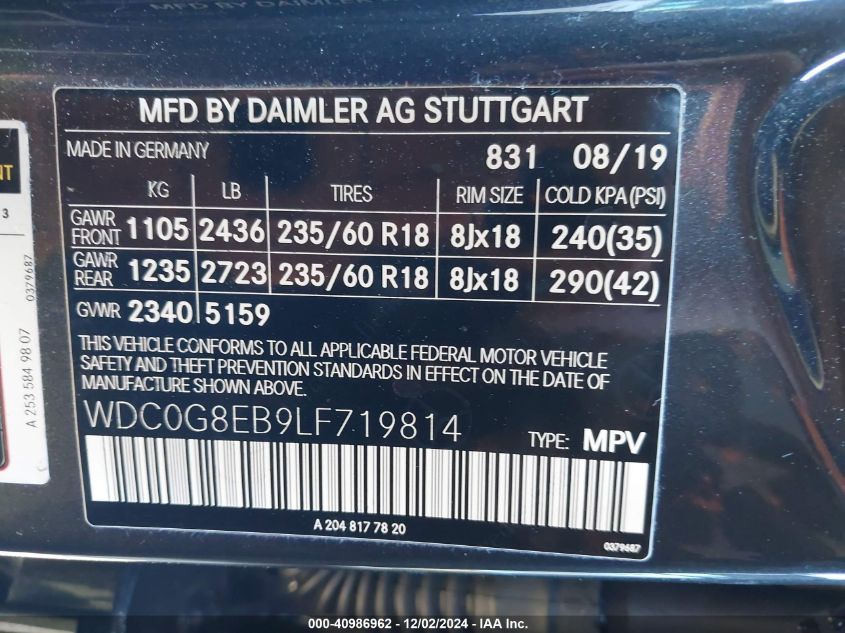 MFD BY DAIMLER AG STUTTGART
MADE IN GERMANY 831 08/19
KG LB TIRES RIM SIZE COLD KPA (PSI)
GAWR FRONT 1105 2436 235/60 R18 8Jx18 240(35)
GAWR REAR 1235 2723 235/60 R18 8Jx18 290(42)
GVWR 2340 5159
THIS VEHICLE CONFORMS TO ALL APPLICABLE FEDERAL MOTOR VEHICLE
SAFETY AND THEFT PREVENTION STANDARDS IN EFFECT ON THE DATE OF
MANUFACTURE SHOWN ABOVE.
WDC0G8EB9LF719814 TYPE: MPV
A 204 817 78 20
0379687
NT
3
0379687
A 253 584 98 07
000-40986962 - 12/02/2024 - IAAI Inc.